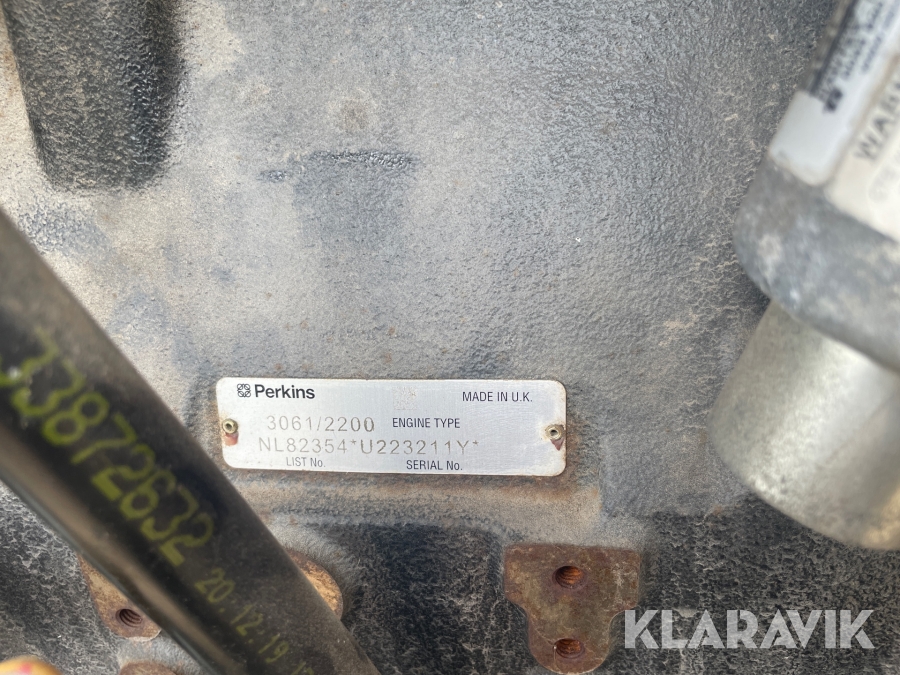 Perkins MADE IN U.K.
3061/2200 ENGINE TYPE
NL82354*U223211Y*
LIST No. SERIAL No.
3872632 20.12.19
KLARAVIK